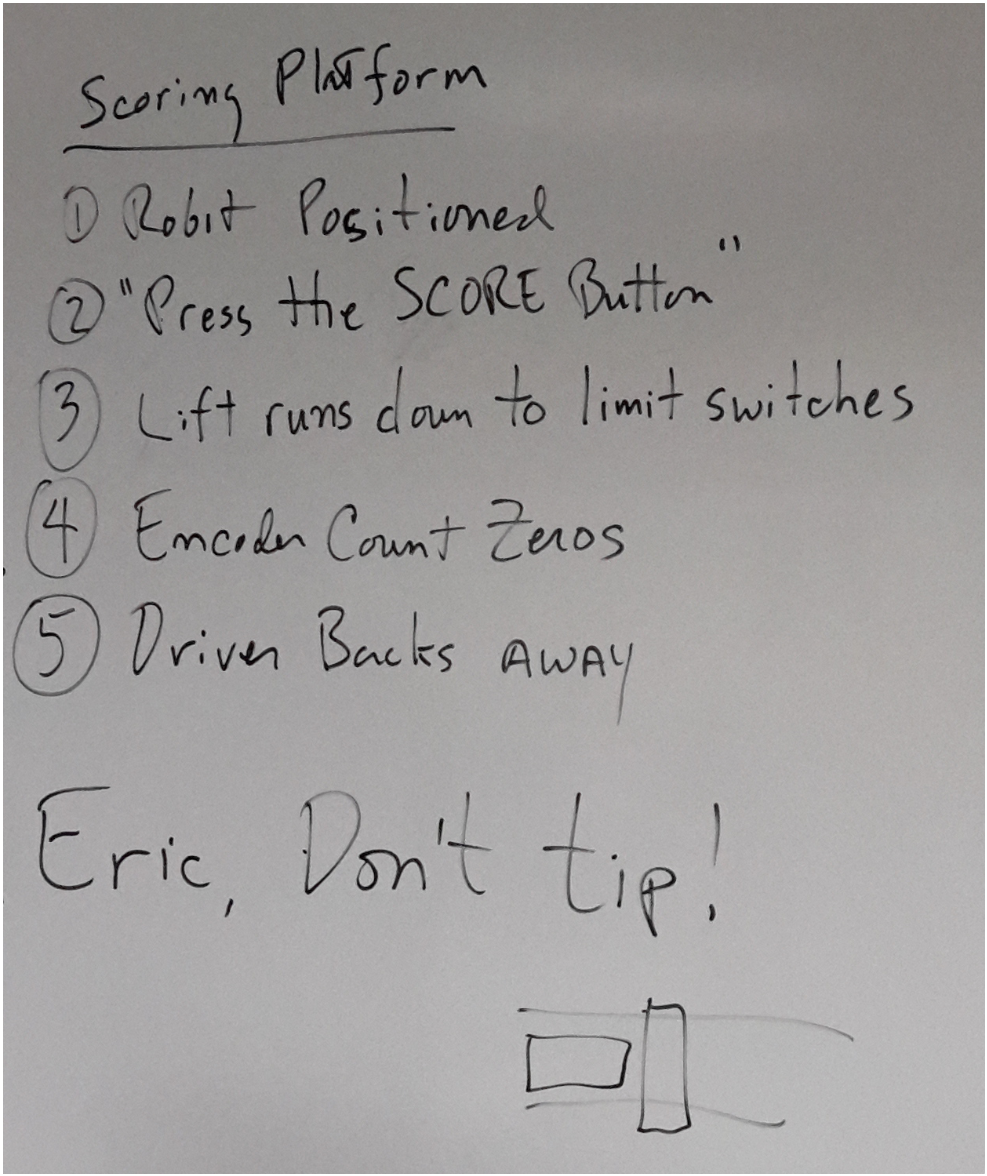 Scoring Platform
① Robit Positioned
② "Press the SCORE Button"
③ Lift runs down to limit switches
④ Encoder Count Zeros
⑤ Driver Backs AWAY
Eric, Don't tip!